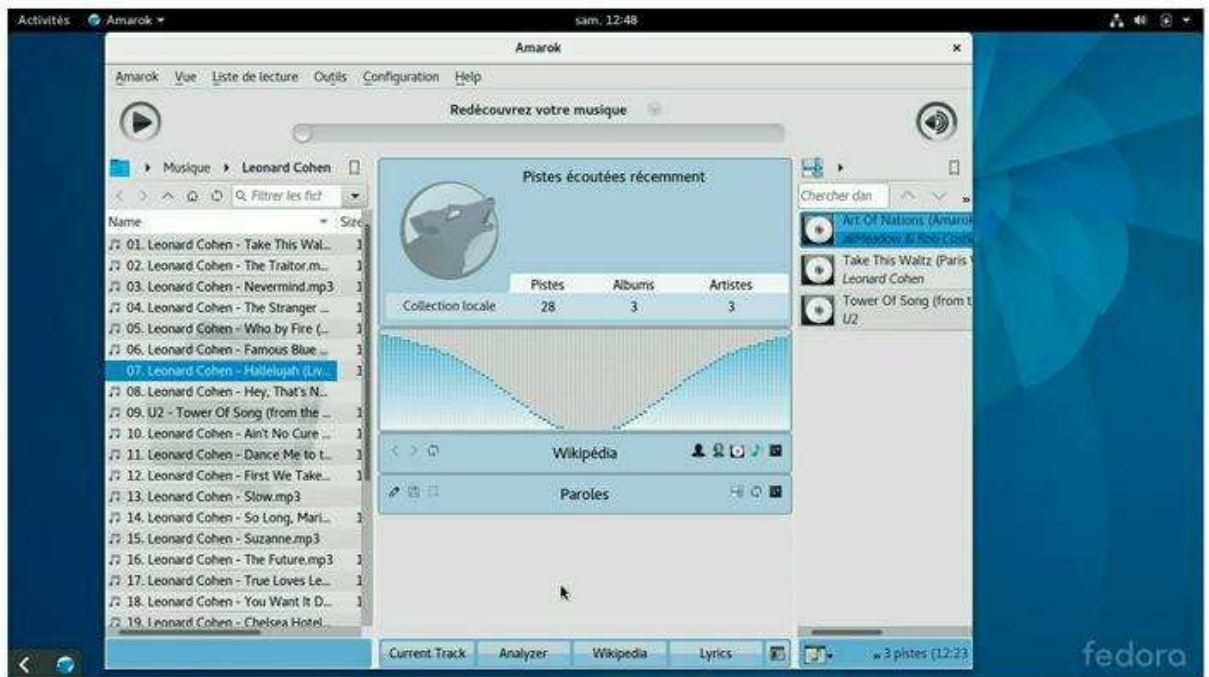 Activités Amarok sam. 12:48
Amarok
Amarok Vue Liste de lecture Outils Configuration Help
Redécouvrez votre musique
Musique Leonard Cohen
Filtrer les fict
Name Size
01. Leonard Cohen - Take This Wal...
02. Leonard Cohen - The Traitor.m...
03. Leonard Cohen - Nevermind.mp3
04. Leonard Cohen - The Stranger ...
05. Leonard Cohen - Who by Fire (...
06. Leonard Cohen - Famous Blue ...
07. Leonard Cohen - Hallelujah (Liv...
08. Leonard Cohen - Hey, That's N...
09. U2 - Tower Of Song (from the ...
10. Leonard Cohen - Ain't No Cure ...
11. Leonard Cohen - Dance Me to t...
12. Leonard Cohen - First We Take...
13. Leonard Cohen - Slow.mp3
14. Leonard Cohen - So Long, Mari...
15. Leonard Cohen - Suzanne.mp3
16. Leonard Cohen - The Future.mp3
17. Leonard Cohen - True Loves Le...
18. Leonard Cohen - You Want It D...
19. Leonard Cohen - Chelsea Hotel...
Pistes écoutées récemment
Pistes Albums Artistes
Collection locale 28 3 3
Wikipédia
Paroles
Current Track Analyzer Wikipedia Lyrics
Chercher dan
Art Of Nations (Amarok
& Rob
Take This Waltz (Paris
Leonard Cohen
Tower Of Song (from t
U2
3 pistes (12:23
fedora